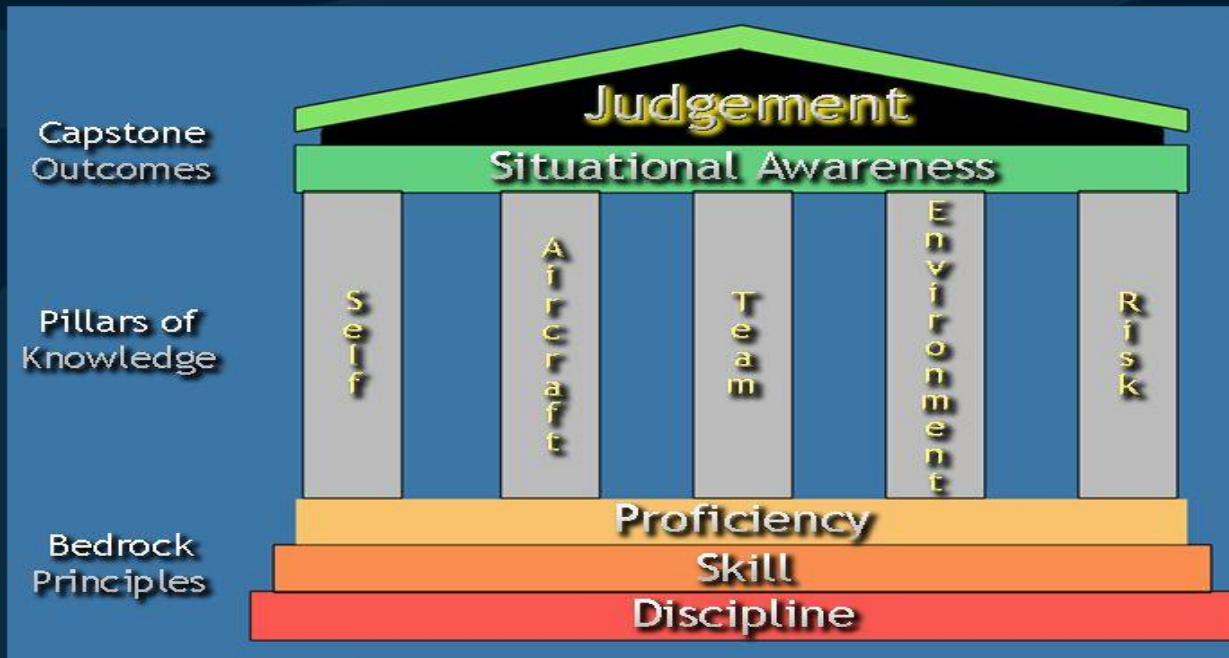 Judgement
Capstone
Outcomes
Situational Awareness
Self
Aircraft
Team
Environment
Risk
Pillars of
Knowledge
Proficiency
Bedrock
Principles
Skill
Discipline